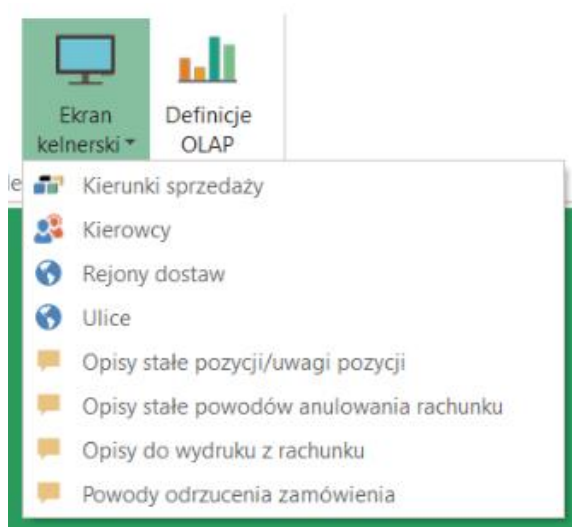 Ekran
kelnerski
Definicje
OLAP
Kierunki sprzedaży
Kierowcy
Rejony dostaw
Ulice
Opisy stałe pozycji/uwagi pozycji
Opisy stałe powodów anulowania rachunku
Opisy do wydruku z rachunku
Powody odrzucenia zamówienia